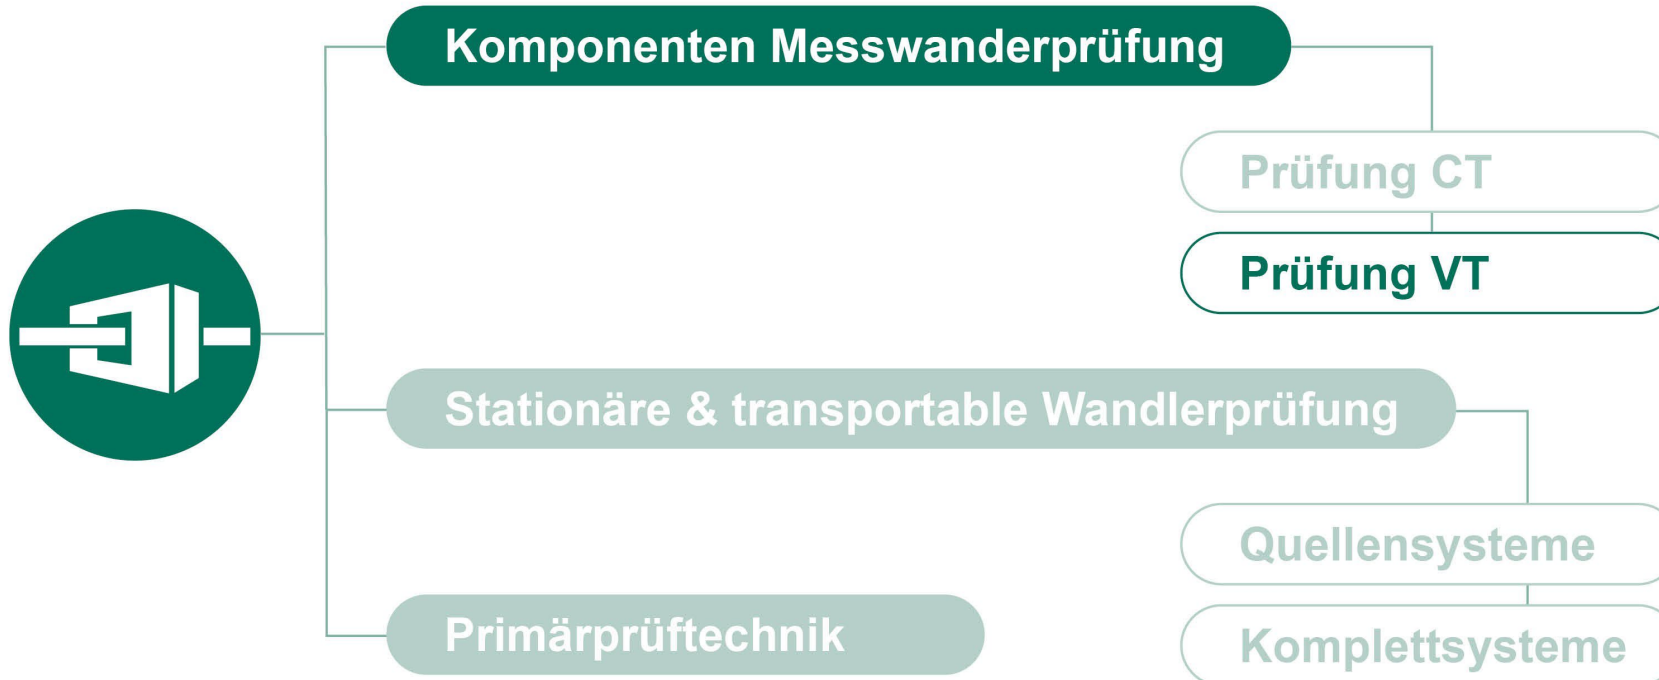 Komponenten Messwanderprüfung
Prüfung CT
Prüfung VT
Stationäre & transportable Wandlerprüfung
Quellensysteme
Komplettsysteme
Primärprüftechnik